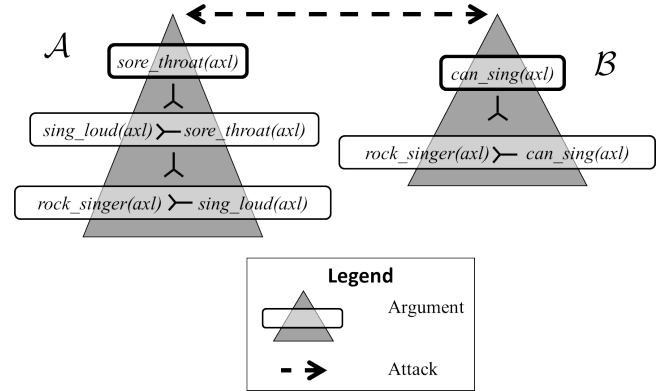 A
sore_throat(axl)
sing_loud(axl) sore_throat(axl)
rock_singer(axl) sing_loud(axl)
can_sing(axl)
B
rock_singer(axl) can_sing(axl)
Legend
Argument
Attack